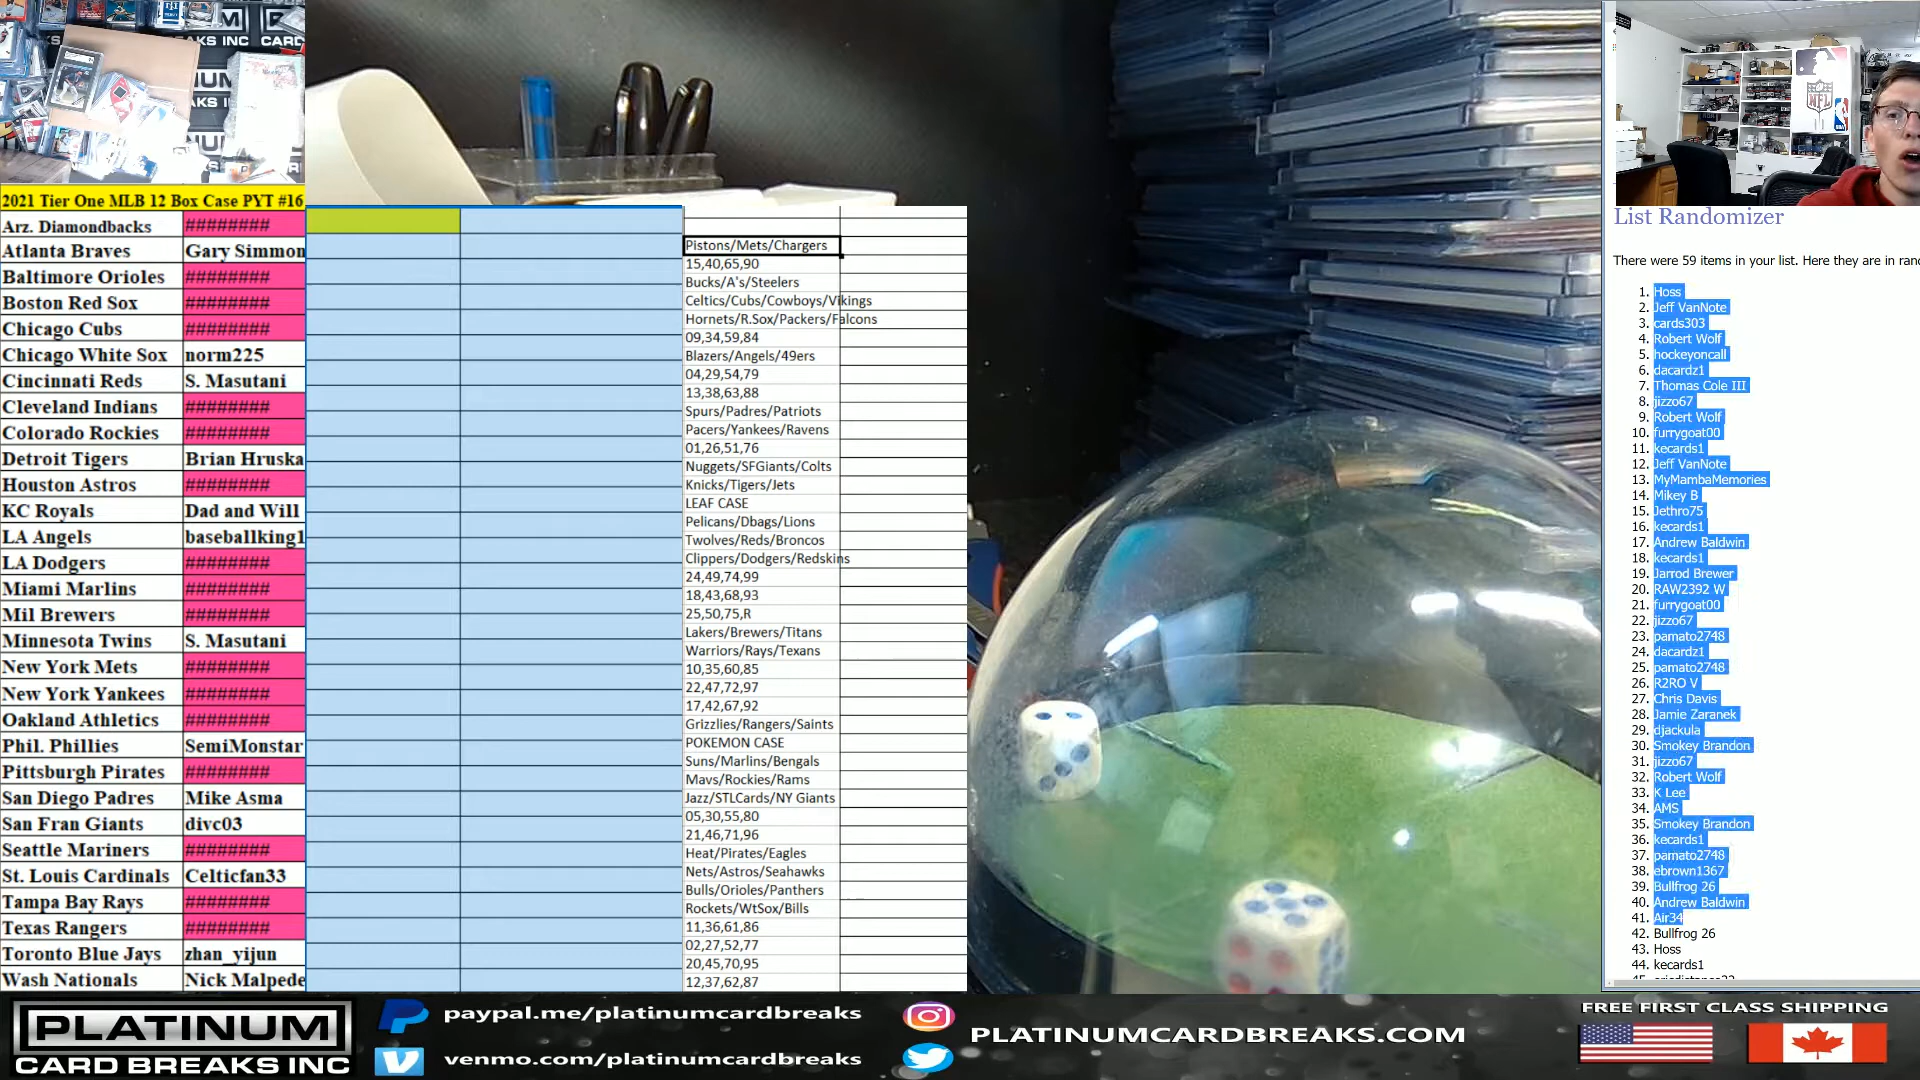 2021 Tier One MLB 12 Box Case PYT #16
Arz. Diamondbacks ########
Atlanta Braves Gary Simmon
Baltimore Orioles ########
Boston Red Sox ########
Chicago Cubs ########
Chicago White Sox norm225
Cincinnati Reds S. Masutani
Cleveland Indians ########
Colorado Rockies ########
Detroit Tigers Brian Hruska
Houston Astros ########
KC Royals Dad and Will
LA Angels baseballking1
LA Dodgers ########
Miami Marlins ########
Mil Brewers ########
Minnesota Twins S. Masutani
New York Mets ########
New York Yankees ########
Oakland Athletics ########
Phil. Phillies SemiMonstar
Pittsburgh Pirates ########
San Diego Padres Mike Asma
San Fran Giants divc03
Seattle Mariners ########
St. Louis Cardinals Celticfan33
Tampa Bay Rays ########
Texas Rangers ########
Toronto Blue Jays zhan_yijun
Wash Nationals Nick Malpede
Pistons/Mets/Chargers
15,40,65,90
Bucks/A's/Steelers
Celtics/Cubs/Cowboys/Vikings
Hornets/R.Sox/Packers/Falcons
09,34,59,84
Blazers/Angels/49ers
04,29,54,79
13,38,63,88
Spurs/Padres/Patriots
Pacers/Yankees/Ravens
01,26,51,76
Nuggets/SFGiants/Colts
Knicks/Tigers/Jets
LEAF CASE
Pelicans/Dbags/Lions
Twolves/Reds/Broncos
Clippers/Dodgers/Redskins
24,49,74,99
18,43,68,93
25,50,75,R
Lakers/Brewers/Titans
Warriors/Rays/Texans
10,35,60,85
22,47,72,97
17,42,67,92
Grizzlies/Rangers/Saints
POKEMON CASE
Suns/Marlins/Bengals
Mavs/Rockies/Rams
Jazz/STLCards/NY Giants
05,30,55,80
21,46,71,96
Heat/Pirates/Eagles
Nets/Astros/Seahawks
Bulls/Orioles/Panthers
Rockets/WtSox/Bills
11,36,61,86
02,27,52,77
20,45,70,95
12,37,62,87
NFL
List Randomizer
There were 59 items in your list. Here they are in ran
1. Hoss
2. Jeff VanNote
3. cards303
4. Robert Wolf
5. hockeyoncall
6. dacardz1
7. Thomas Cole III
8. jizzo67
9. Robert Wolf
10. furrygoat00
11. kecards1
12. Jeff VanNote
13. MyMambaMemories
14. Mikey B
15. Jethro75
16. kecards1
17. Andrew Baldwin
18. kecards1
19. Jarrod Brewer
20. RAW2392 W
21. furrygoat00
22. jizzo67
23. pamato2748
24. dacardz1
25. pamato2748
26. R2RO V
27. Chris Davis
28. Jamie Zaranek
29. djackula
30. Smokey Brandon
31. jizzo67
32. Robert Wolf
33. K Lee
34. AMS
35. Smokey Brandon
36. kecards1
37. pamato2748
38. ebrown1367
39. Bullfrog 26
40. Andrew Baldwin
41. Air34
42. Bullfrog 26
43. Hoss
44. kecards1
PLATINUM
CARD BREAKS INC
paypal.me/platinumcardbreaks
venmo.com/platinumcardbreaks
PLATINUMCARDBREAKS.COM
FREE FIRST CLASS SHIPPING